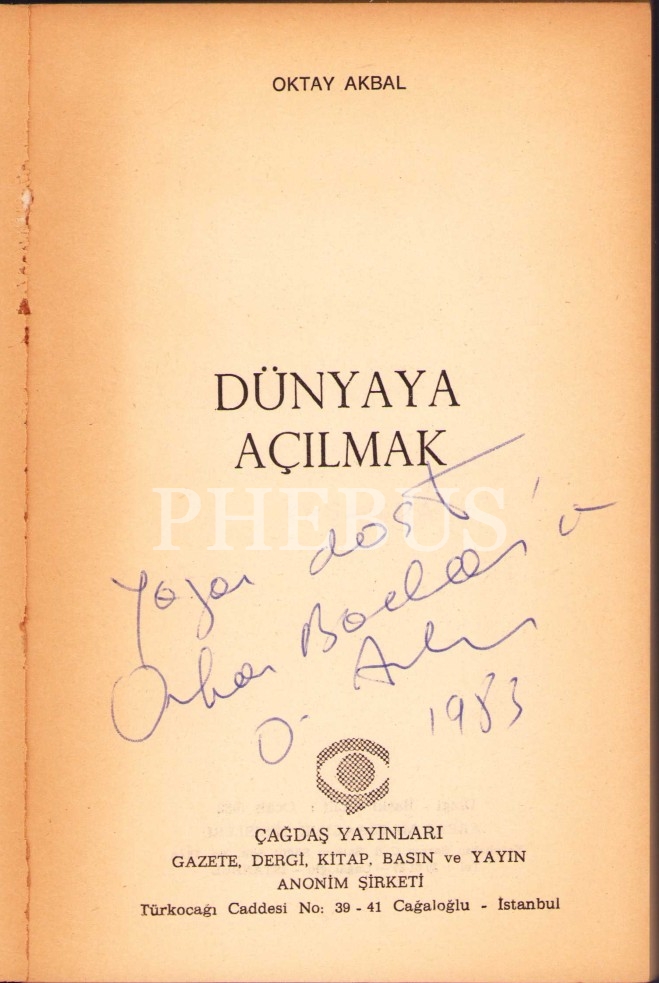 OKTAY AKBAL
DÜNYAYA
AÇILMAK
PHEBUS
Yazar dost
Orhan
O. Akbal
1983
ÇAĞDAŞ YAYINLARI
GAZETE, DERGİ, KİTAP, BASIN ve YAYIN
ANONİM ŞİRKETİ
Türkocağı Caddesi No: 39 - 41 Cağaloğlu - İstanbul